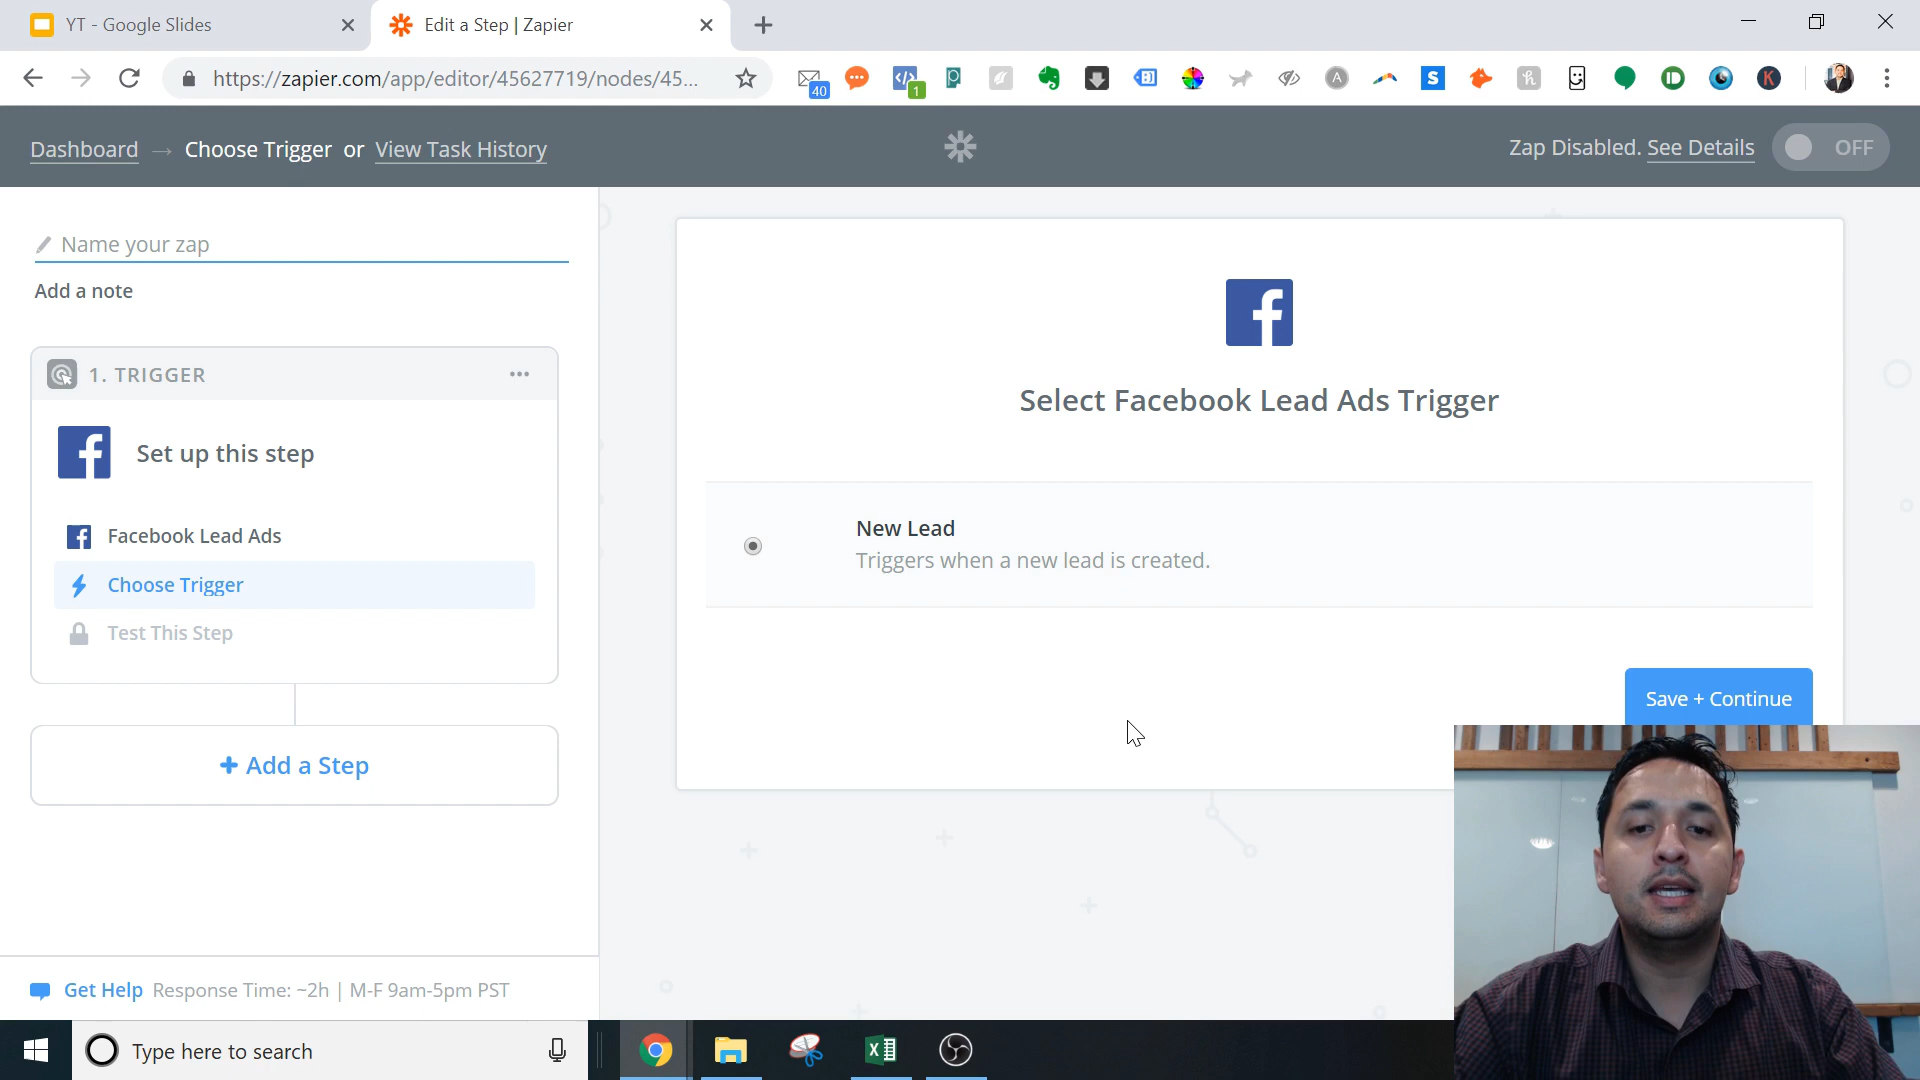 YT - Google Slides
Edit a Step | Zapier
https://zapier.com/app/editor/45627719/nodes/45...
40
1
Dashboard → Choose Trigger or View Task History
Zap Disabled. See Details
OFF
Name your zap
Add a note
1. TRIGGER
Set up this step
Facebook Lead Ads
Choose Trigger
Test This Step
+ Add a Step
Get Help Response Time: ~2h | M-F 9am-5pm PST
Select Facebook Lead Ads Trigger
New Lead
Triggers when a new lead is created.
Save + Continue
Type here to search